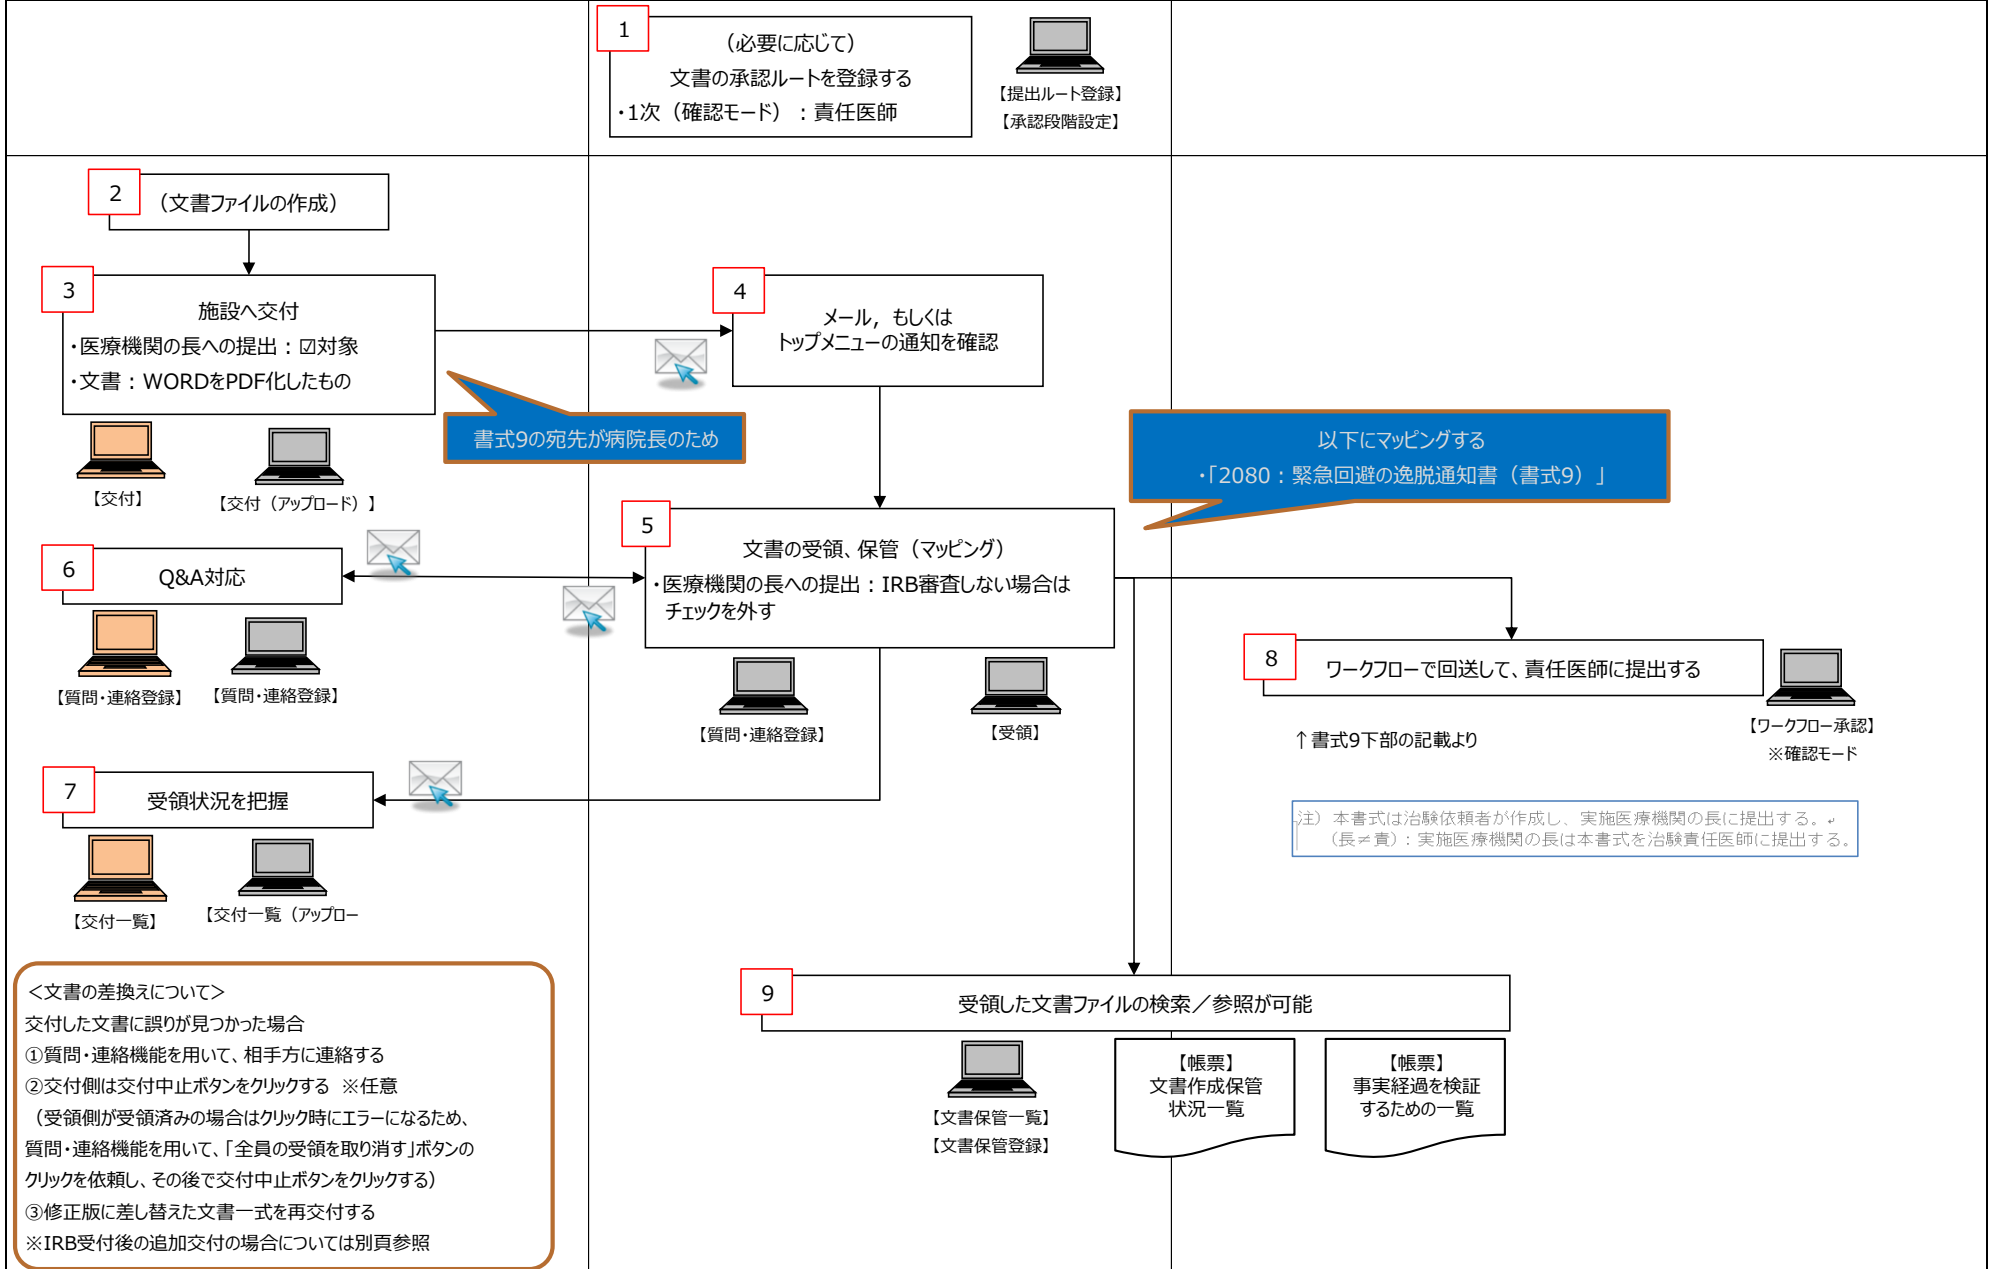 1
（必要に応じて）
文書の承認ルートを登録する
・1次（確認モード）：責任医師
【提出ルート登録】
【承認段階設定】
2
（文書ファイルの作成）
3
施設へ交付
・医療機関の長への提出：☑対象
・文書：WORDをPDF化したもの
【交付】
【交付（アップロード）】
書式9の宛先が病院長のため
4
メール，もしくは
トップメニューの通知を確認
以下にマッピングする
・「2080：緊急回避の逸脱通知書（書式9）」
5
文書の受領、保管（マッピング）
・医療機関の長への提出：IRB審査しない場合は
チェックを外す
【質問・連絡登録】
【受領】
6
Q&A対応
【質問・連絡登録】
【質問・連絡登録】
7
受領状況を把握
【交付一覧】
【交付一覧（アップロー
8
ワークフローで回送して、責任医師に提出する
【ワークフロー承認】
※確認モード
↑書式9下部の記載より
注）本書式は治験依頼者が作成し、実施医療機関の長に提出する。↵
（長≠責）：実施医療機関の長は本書式を治験責任医師に提出する。
9
受領した文書ファイルの検索／参照が可能
【文書保管一覧】
【文書保管登録】
【帳票】
文書作成保管
状況一覧
【帳票】
事実経過を検証
するための一覧
＜文書の差換えについて＞
交付した文書に誤りが見つかった場合
①質問・連絡機能を用いて、相手方に連絡する
②交付側は交付中止ボタンをクリックする ※任意
（受領側が受領済みの場合はクリック時にエラーになるため、
質問・連絡機能を用いて、「全員の受領を取り消す」ボタンの
クリックを依頼し、その後で交付中止ボタンをクリックする）
③修正版に差し替えた文書一式を再交付する
※IRB受付後の追加交付の場合については別頁参照